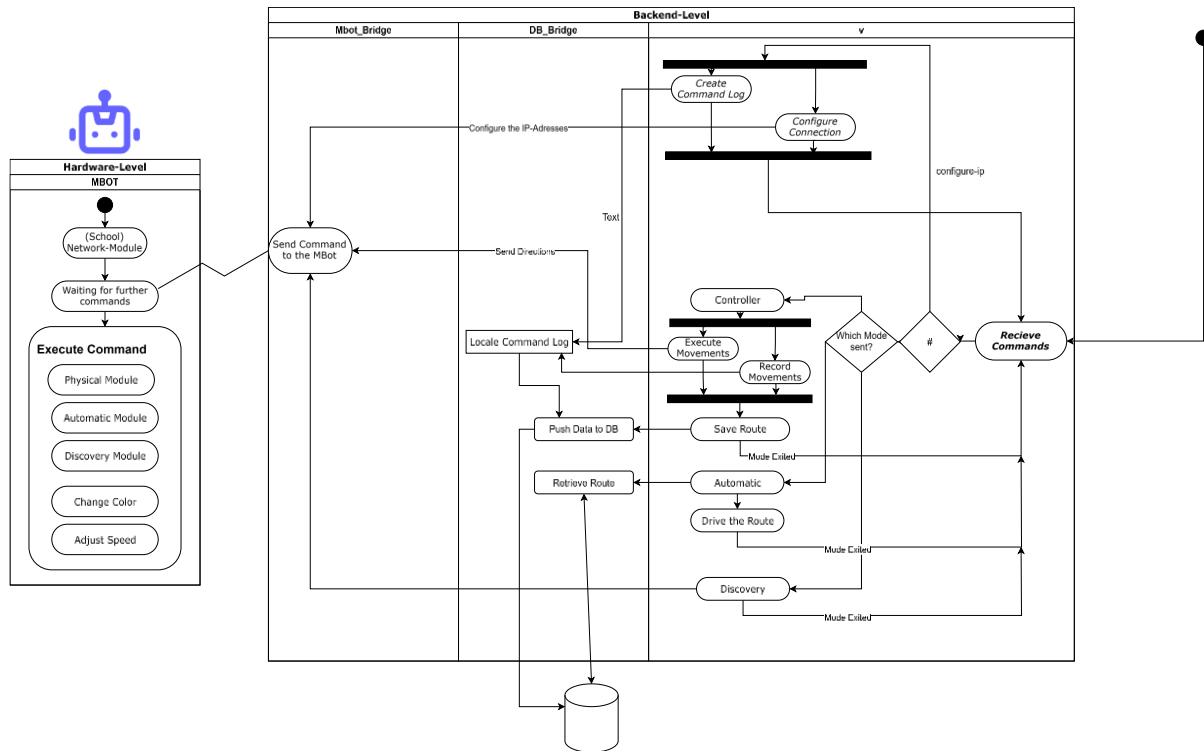 Backend-Level
Mbot_Bridge
DB_Bridge
v
Create
Command Log
Configure
Connection
Configure the IP-Adresses
configure-ip
Text
Hardware-Level
MBOT
(School)
Network-Module
Waiting for further
commands
Execute Command
Physical Module
Automatic Module
Discovery Module
Change Color
Adjust Speed
Send Command
to the MBot
Send Directions
Controller
Locale Command Log
Execute
Movements
Record
Movements
Which Mode
sent?
#
Recieve
Commands
Push Data to DB
Save Route
Mode Exited
Retrieve Route
Automatic
Drive the Route
Mode Exited
Discovery
Mode Exited